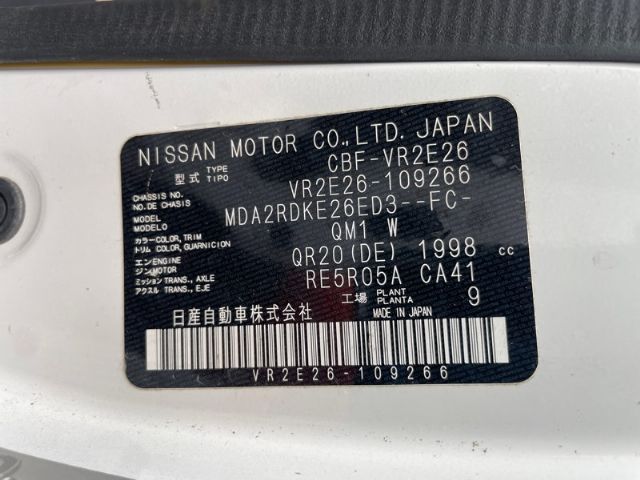 NISSAN MOTOR CO.,LTD. JAPAN
型式 TYPE TIPO CBF-VR2E26
CHASSIS NO. NO.DE CHASIS VR2E26-109266
MODEL MODELO MDA2RDKE26ED3--FC-
カラー COLOR, TRIM トリム COLOR, GUARNICION QM1 W
エンジン ENGINE MOTOR QR20(DE) 1998 cc
ミッション TRANS., AXLE アクスル TRANS., EJE RE5R05A CA41
工場 PLANT PLANTA 9
日産自動車株式会社 MADE IN JAPAN
VR2E26-109266